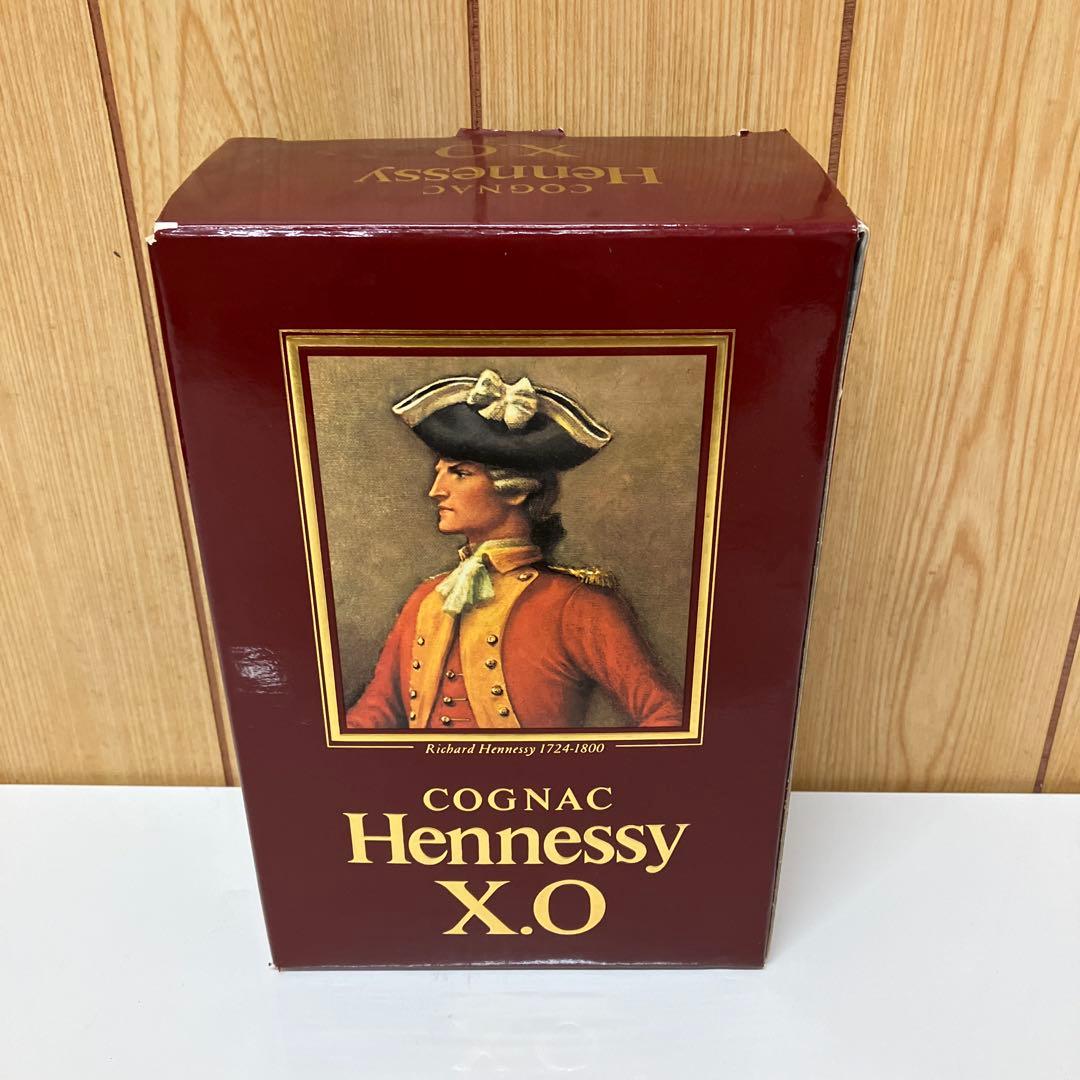 COGNAC
Hennessy
X.O
Richard Hennessy 1724-1800
COGNAC
Hennessy
X.O